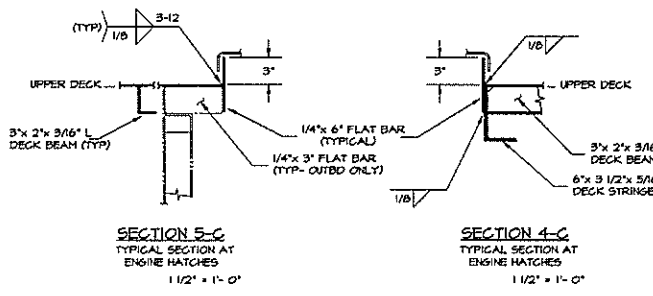 (TYP) 1/8 3-12
3"
UPPER DECK
3"x 2"x 3/16" L
DECK BEAM (TYP)
1/4"x 6" FLAT BAR
(TYPICAL)
1/4"x 3" FLAT BAR
(TYP- OUTBD ONLY)
SECTION 5-C
TYPICAL SECTION AT
ENGINE HATCHES
1 1/2" = 1'- 0"
1/8
3"
UPPER DECK
3"x 2"x 3/16
DECK BEAM
6"x 3 1/2"x 5/16
DECK STRINGE
1/8
SECTION 4-C
TYPICAL SECTION AT
ENGINE HATCHES
1 1/2" = 1'- 0"